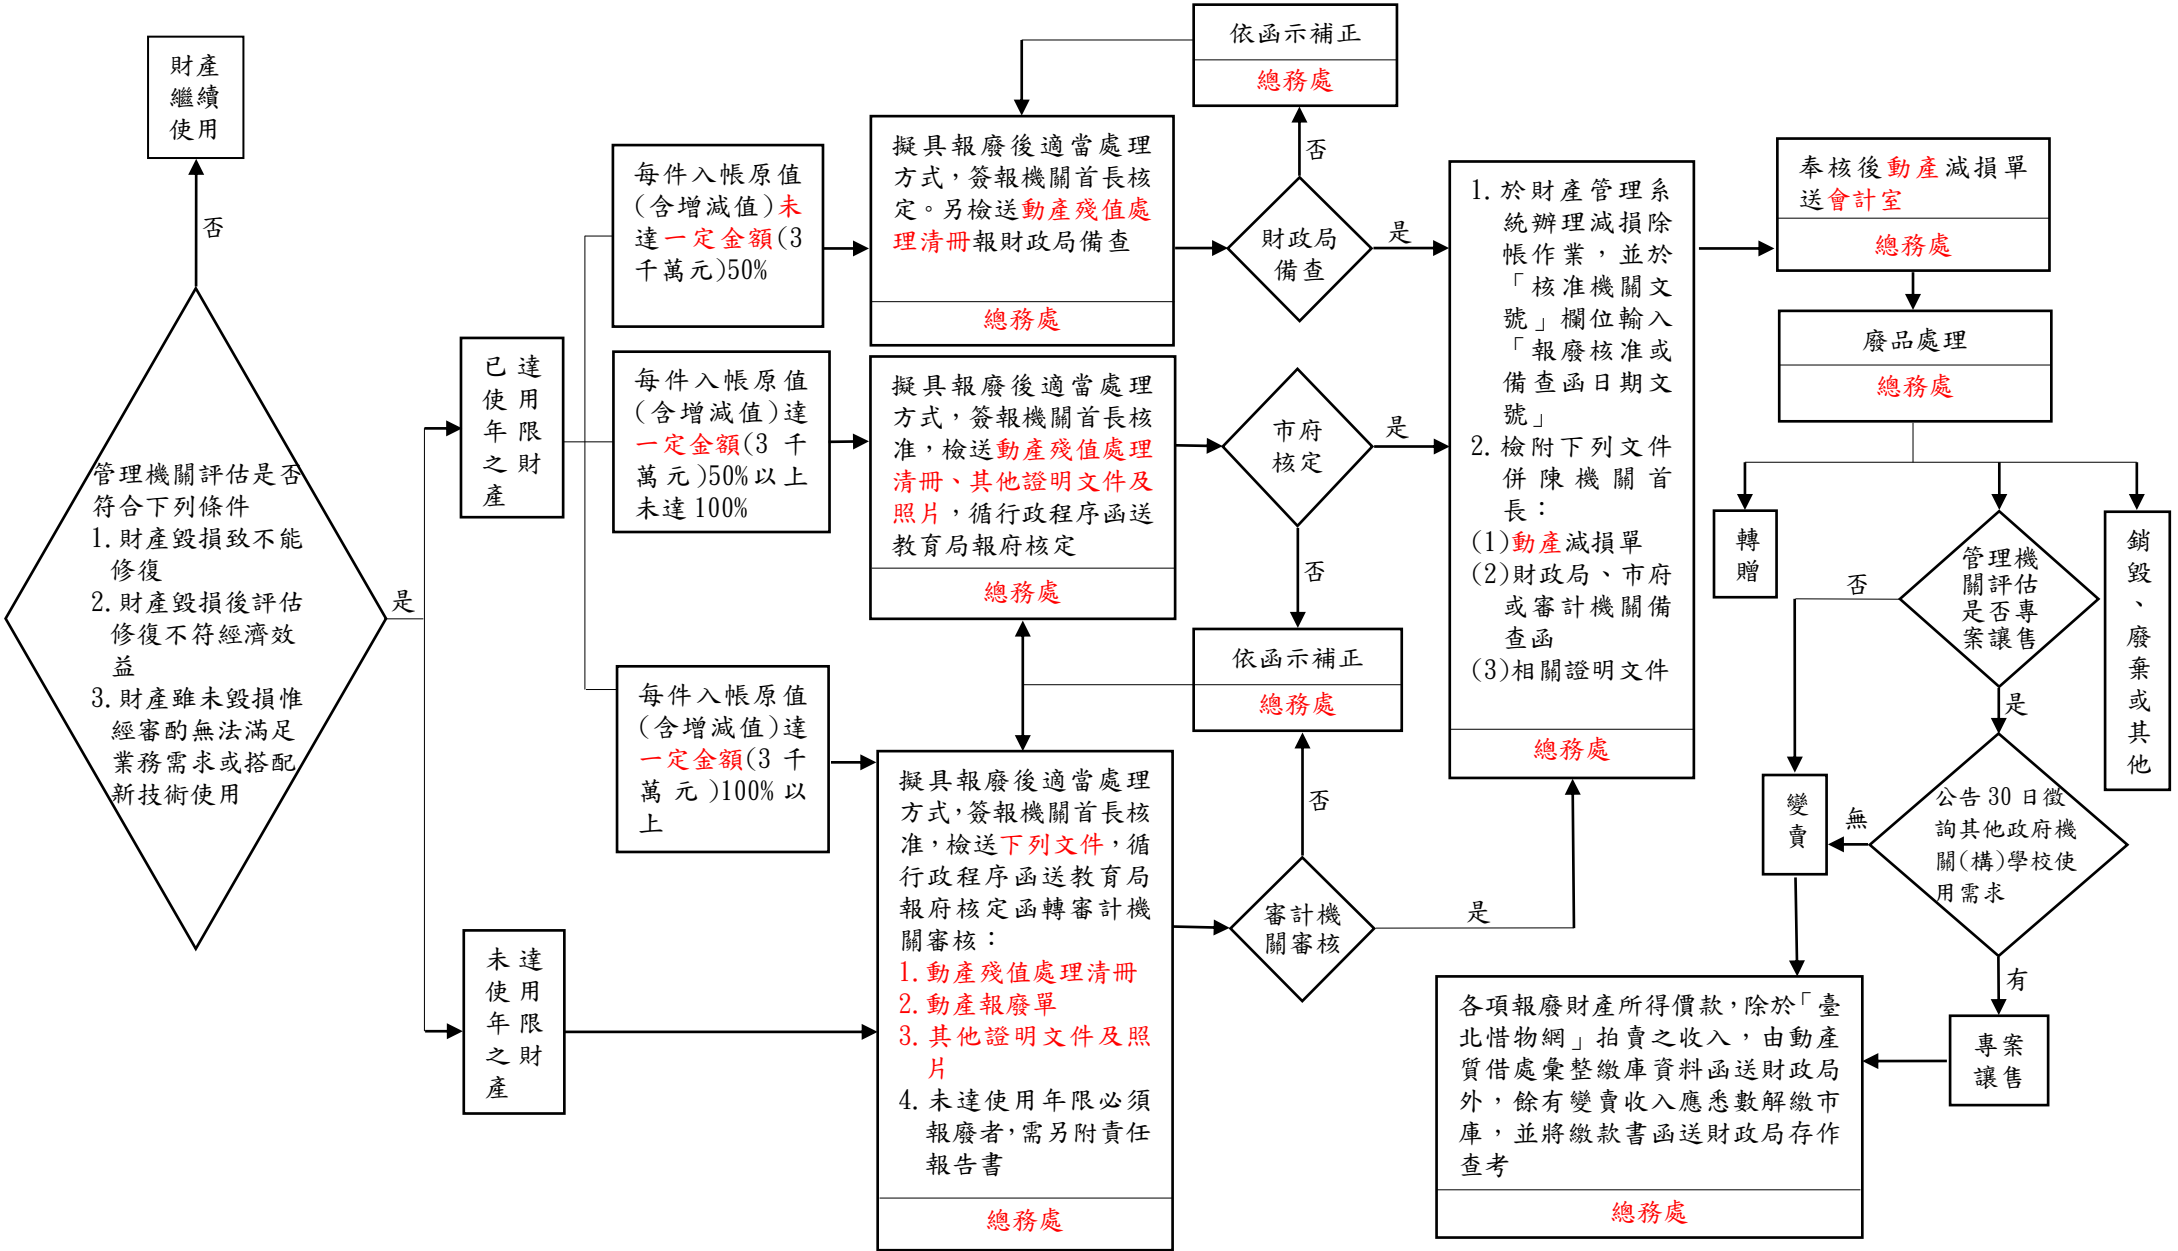 財產
繼續
使用
否
管理機關評估是否
符合下列條件
1. 財產毀損致不能
修復
2. 財產毀損後評估
修復不符經濟效
益
3. 財產雖未毀損惟
經審酌無法滿足
業務需求或搭配
新技術使用
是
已達
使用
年限
之財
產
未達
使用
年限
之財
產
每件入帳原值
(含增減值)未
達一定金額(3
千萬元)50%
每件入帳原值
(含增減值)達
一定金額(3 千
萬元)50%以上
未達 100%
每件入帳原值
(含增減值)達
一定金額(3 千
萬元)100%以
上
擬具報廢後適當處理
方式，簽報機關首長核
定。另檢送動產殘值處
理清冊報財政局備查
總務處
擬具報廢後適當處理
方式，簽報機關首長核
准，檢送動產殘值處理
清冊、其他證明文件及
照片，循行政程序函送
教育局報府核定
總務處
擬具報廢後適當處理
方式，簽報機關首長核
准，檢送下列文件，循
行政程序函送教育局
報府核定函轉審計機
關審核：
1. 動產殘值處理清冊
2. 動產報廢單
3. 其他證明文件及照
片
4. 未達使用年限必須
報廢者，需另附責任
報告書
總務處
依函示補正
總務處
否
財政局
備查
是
市府
核定
是
否
依函示補正
總務處
否
審計機
關審核
是
1. 於財產管理系
統辦理減損除
帳作業，並於
「核准機關文
號」欄位輸入
「報廢核准或
備查函日期文
號」
2. 檢附下列文件
併陳機關首
長：
(1)動產減損單
(2)財政局、市府
或審計機關備
查函
(3)相關證明文件
總務處
奉核後動產減損單
送會計室
總務處
廢品處理
總務處
轉
贈
管理機
關評估
是否專
案讓售
否
是
銷
毀
、
廢
棄
或
其
他
變
賣
無
公告 30 日徵
詢其他政府機
關(構)學校使
用需求
有
專案
讓售
各項報廢財產所得價款，除於「臺
北惜物網」拍賣之收入，由動產
質借處彙整繳庫資料函送財政局
外，餘有變賣收入應悉數解繳市
庫，並將繳款書函送財政局存作
查考
總務處